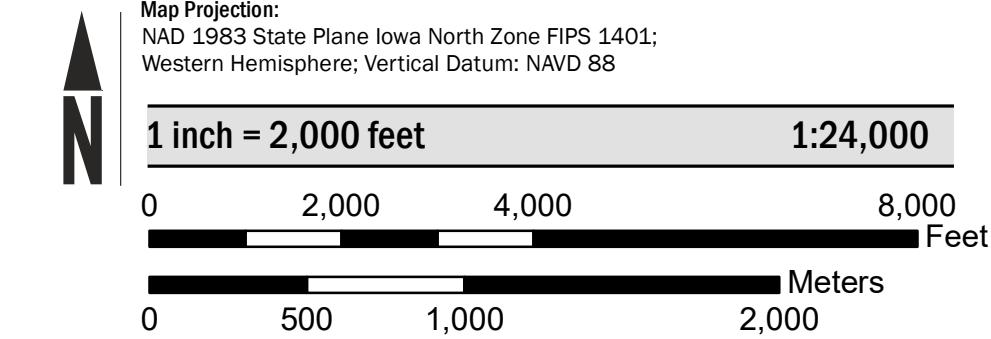 Map Projection:
NAD 1983 State Plane Iowa North Zone FIPS 1401;
Western Hemisphere; Vertical Datum: NAVD 88
N
1 inch = 2,000 feet 1:24,000
0 2,000 4,000 8,000
Feet
Meters
0 500 1,000 2,000